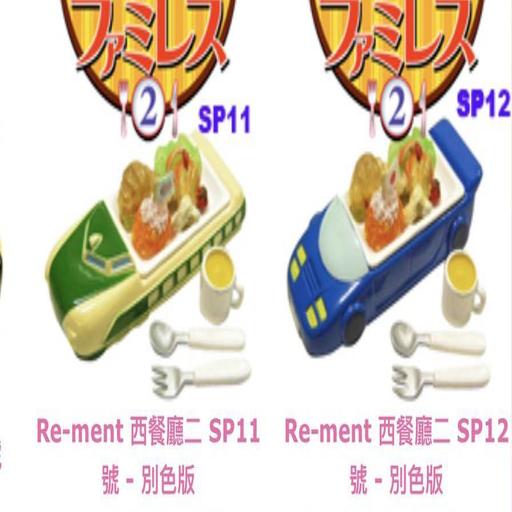 ファミレス
2
SP11
Re-ment 西餐廳二 SP11
號 - 別色版
ファミレス
2
SP12
Re-ment 西餐廳二 SP12
號 - 別色版